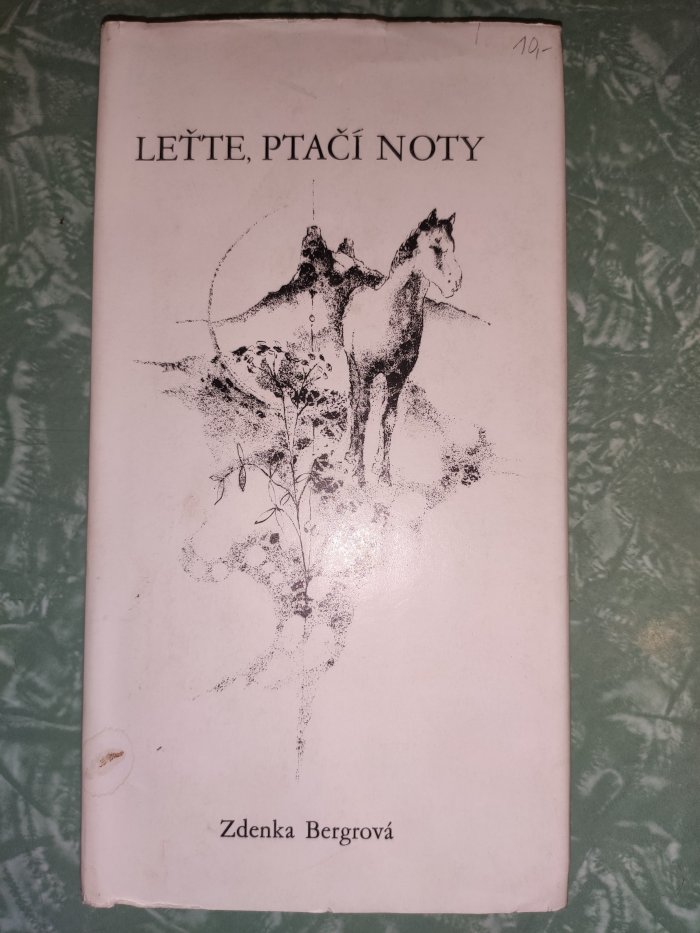 10,-
LEŤTE, PTAČÍ NOTY
Zdenka Bergrová